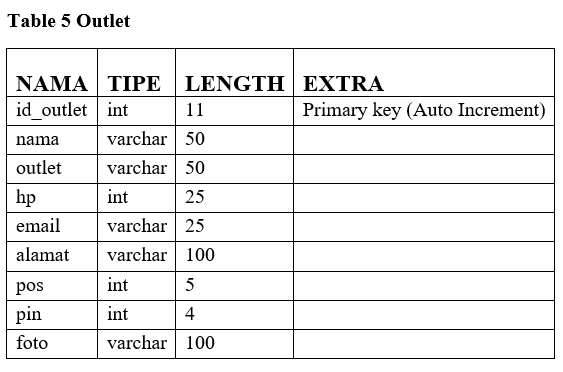 Table 5 Outlet
NAMA TIPE LENGTH EXTRA
id_outlet int 11 Primary key (Auto Increment)
nama varchar 50
outlet varchar 50
hp int 25
email varchar 25
alamat varchar 100
pos int 5
pin int 4
foto varchar 100